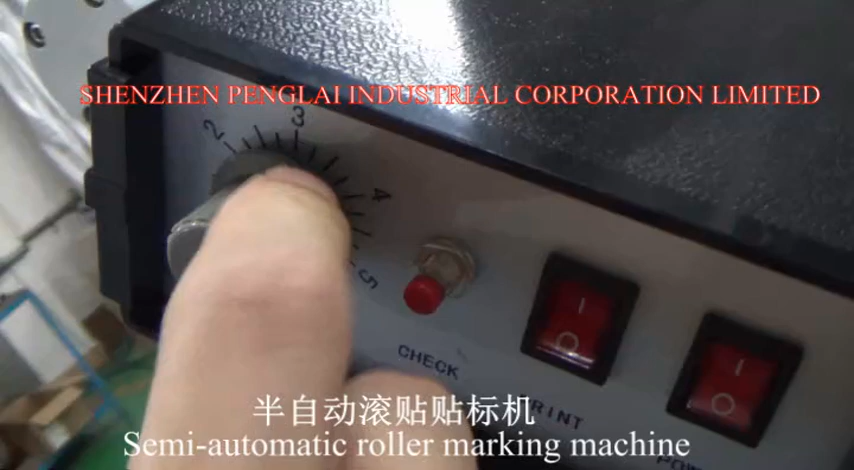 SHENZHEN PENGLAI INDUSTRIAL CORPORATION LIMITED
2
3
4
5
CHECK
半自动滚贴贴标机
Semi-automatic roller marking machine